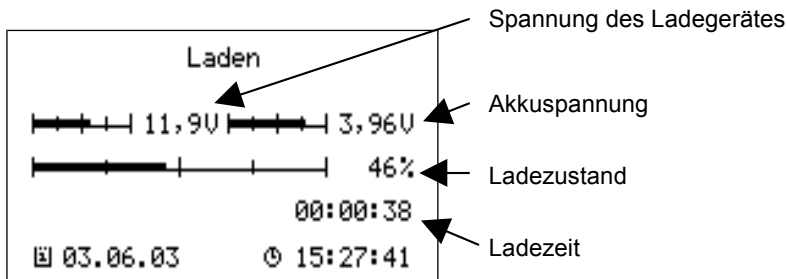 Spannung des Ladegerätes
Laden
11,9V 3,96V
Akkuspannung
46%
Ladezustand
00:00:38
Ladezeit
03.06.03 15:27:41